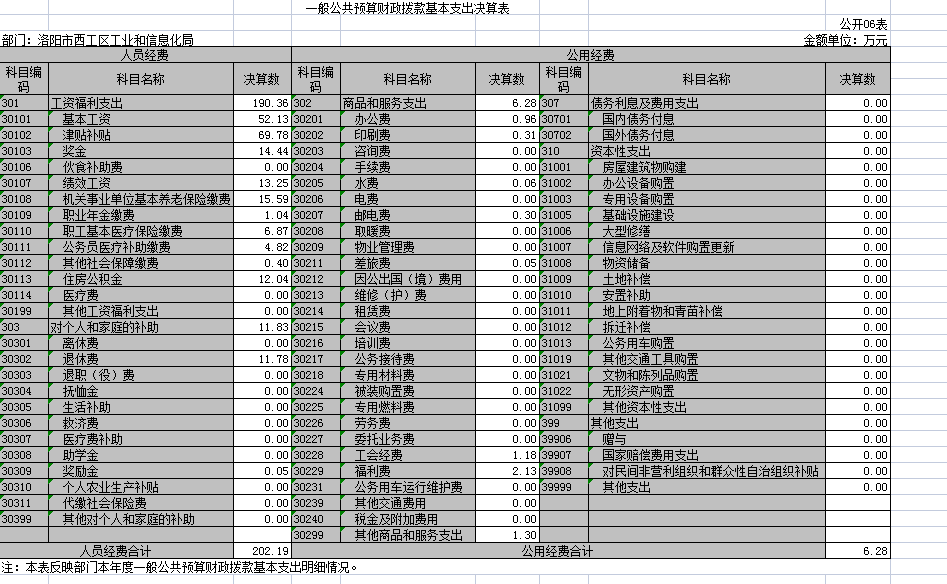 一般公共预算财政拨款基本支出决算表
公开06表
部门：洛阳市西工区工业和信息化局 金额单位：万元
人员经费 公用经费
科目编码 科目名称 决算数 科目编码 科目名称 决算数 科目编码 科目名称 决算数
301 工资福利支出 190.36 302 商品和服务支出 6.28 307 债务利息及费用支出 0.00
30101 基本工资 52.13 30201 办公费 0.96 30701 国内债务付息 0.00
30102 津贴补贴 69.78 30202 印刷费 0.31 30702 国外债务付息 0.00
30103 奖金 14.44 30203 咨询费 0.00 310 资本性支出 0.00
30106 伙食补助费 0.00 30204 手续费 0.00 31001 房屋建筑物购建 0.00
30107 绩效工资 13.25 30205 水费 0.06 31002 办公设备购置 0.00
30108 机关事业单位基本养老保险缴费 15.59 30206 电费 0.00 31003 专用设备购置 0.00
30109 职业年金缴费 1.04 30207 邮电费 0.30 31005 基础设施建设 0.00
30110 职工基本医疗保险缴费 6.87 30208 取暖费 0.00 31006 大型修缮 0.00
30111 公务员医疗补助缴费 4.82 30209 物业管理费 0.00 31007 信息网络及软件购置更新 0.00
30112 其他社会保障缴费 0.40 30211 差旅费 0.05 31008 物资储备 0.00
30113 住房公积金 12.04 30212 因公出国（境）费用 0.00 31009 土地补偿 0.00
30114 医疗费 0.00 30213 维修（护）费 0.00 31010 安置补助 0.00
30199 其他工资福利支出 0.00 30214 租赁费 0.00 31011 地上附着物和青苗补偿 0.00
303 对个人和家庭的补助 11.83 30215 会议费 0.00 31012 拆迁补偿 0.00
30301 离休费 0.00 30216 培训费 0.00 31013 公务用车购置 0.00
30302 退休费 11.78 30217 公务接待费 0.00 31019 其他交通工具购置 0.00
30303 退职（役）费 0.00 30218 专用材料费 0.00 31021 文物和陈列品购置 0.00
30304 抚恤金 0.00 30224 被装购置费 0.00 31022 无形资产购置 0.00
30305 生活补助 0.00 30225 专用燃料费 0.00 31099 其他资本性支出 0.00
30306 救济费 0.00 30226 劳务费 0.00 399 其他支出 0.00
30307 医疗费补助 0.00 30227 委托业务费 0.00 39906 赠与 0.00
30308 助学金 0.00 30228 工会经费 1.18 39907 国家赔偿费用支出 0.00
30309 奖励金 0.05 30229 福利费 2.13 39908 对民间非营利组织和群众性自治组织补贴 0.00
30310 个人农业生产补贴 0.00 30231 公务用车运行维护费 0.00 39999 其他支出 0.00
30311 代缴社会保险费 0.00 30239 其他交通费用 0.00
30399 其他对个人和家庭的补助 0.00 30240 税金及附加费用 0.00
30299 其他商品和服务支出 1.30
人员经费合计 202.19 公用经费合计 6.28
注：本表反映部门本年度一般公共预算财政拨款基本支出明细情况。